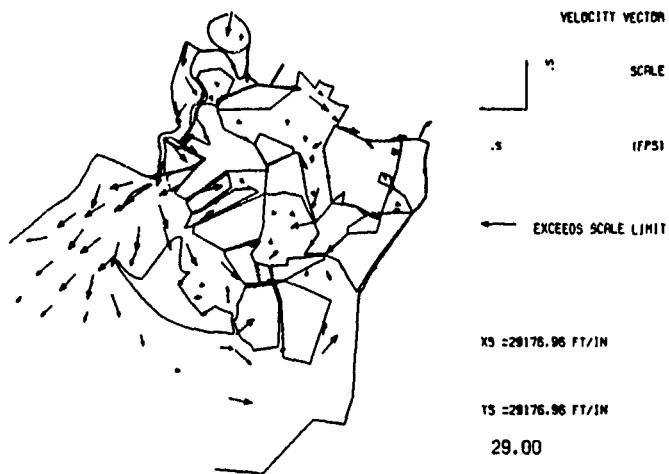 VELOCITY VECTOR
.5
SCALE
.5
(FPS)
EXCEEDS SCALE LIMIT
XS =29176.96 FT/IN
YS =29176.96 FT/IN
29.00